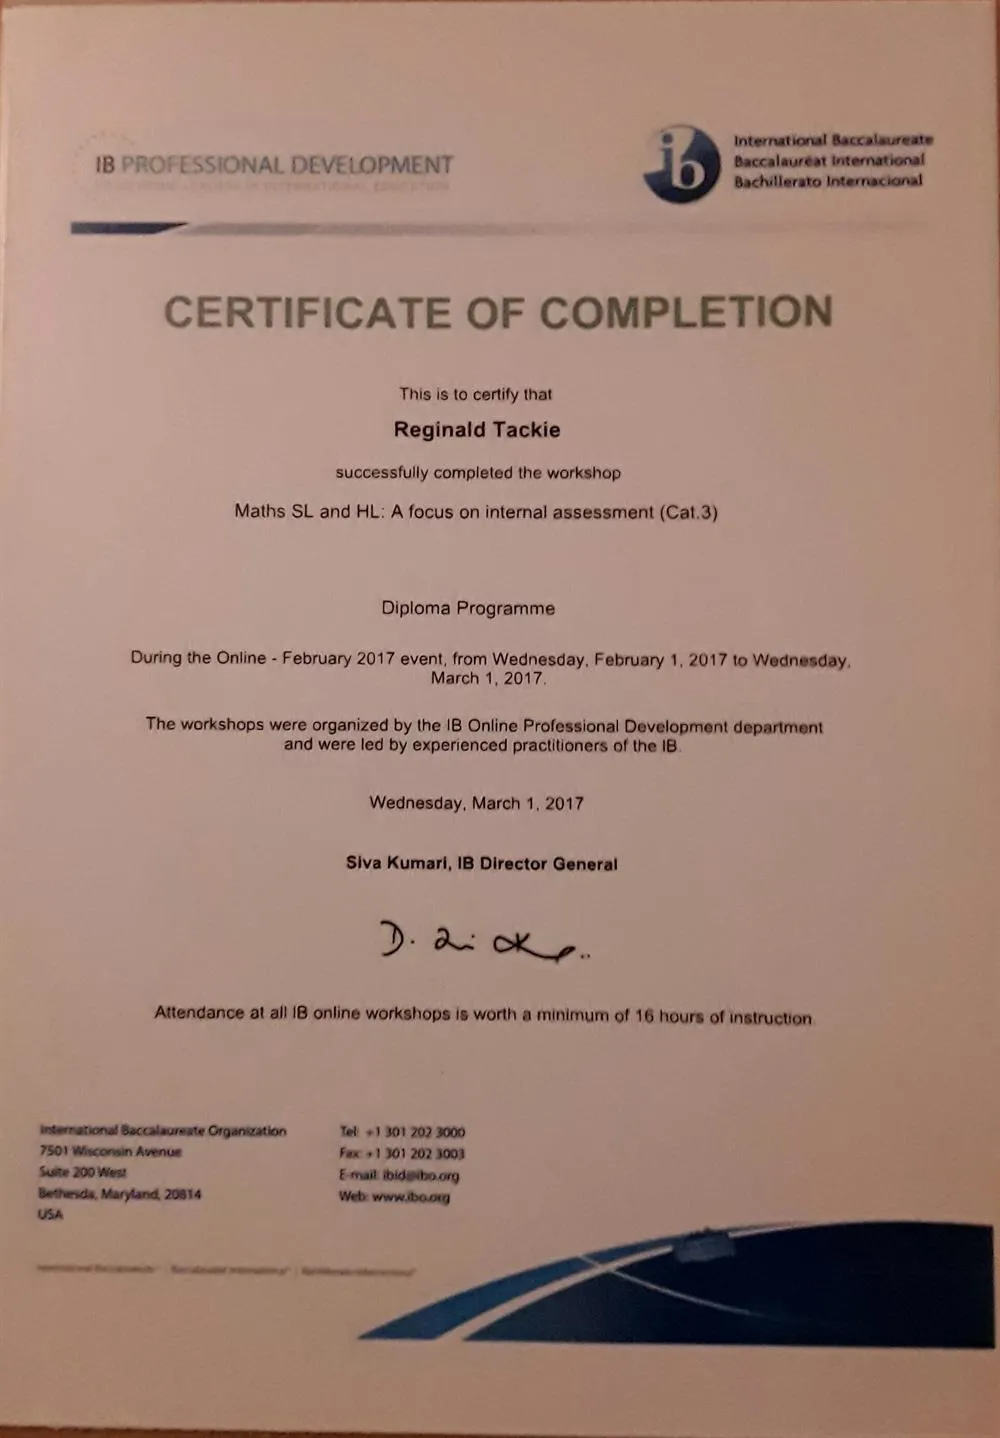 IB PROFESSIONAL DEVELOPMENT
ib
International Baccalaureate
Baccalauréat International
Bachillerato Internacional
CERTIFICATE OF COMPLETION
This is to certify that
Reginald Tackie
successfully completed the workshop
Maths SL and HL: A focus on internal assessment (Cat.3)
Diploma Programme
During the Online - February 2017 event, from Wednesday, February 1, 2017 to Wednesday,
March 1, 2017.
The workshops were organized by the IB Online Professional Development department
and were led by experienced practitioners of the IB.
Wednesday, March 1, 2017
Siva Kumari, IB Director General
Attendance at all IB online workshops is worth a minimum of 16 hours of instruction
International Baccalaureate Organization
7501 Wisconsin Avenue
Suite 200 West
Bethesda, Maryland, 20814
USA
Tel: +1 301 202 3000
Fax: +1 301 202 3003
E-mail: ibid@ibo.org
Web: www.ibo.org